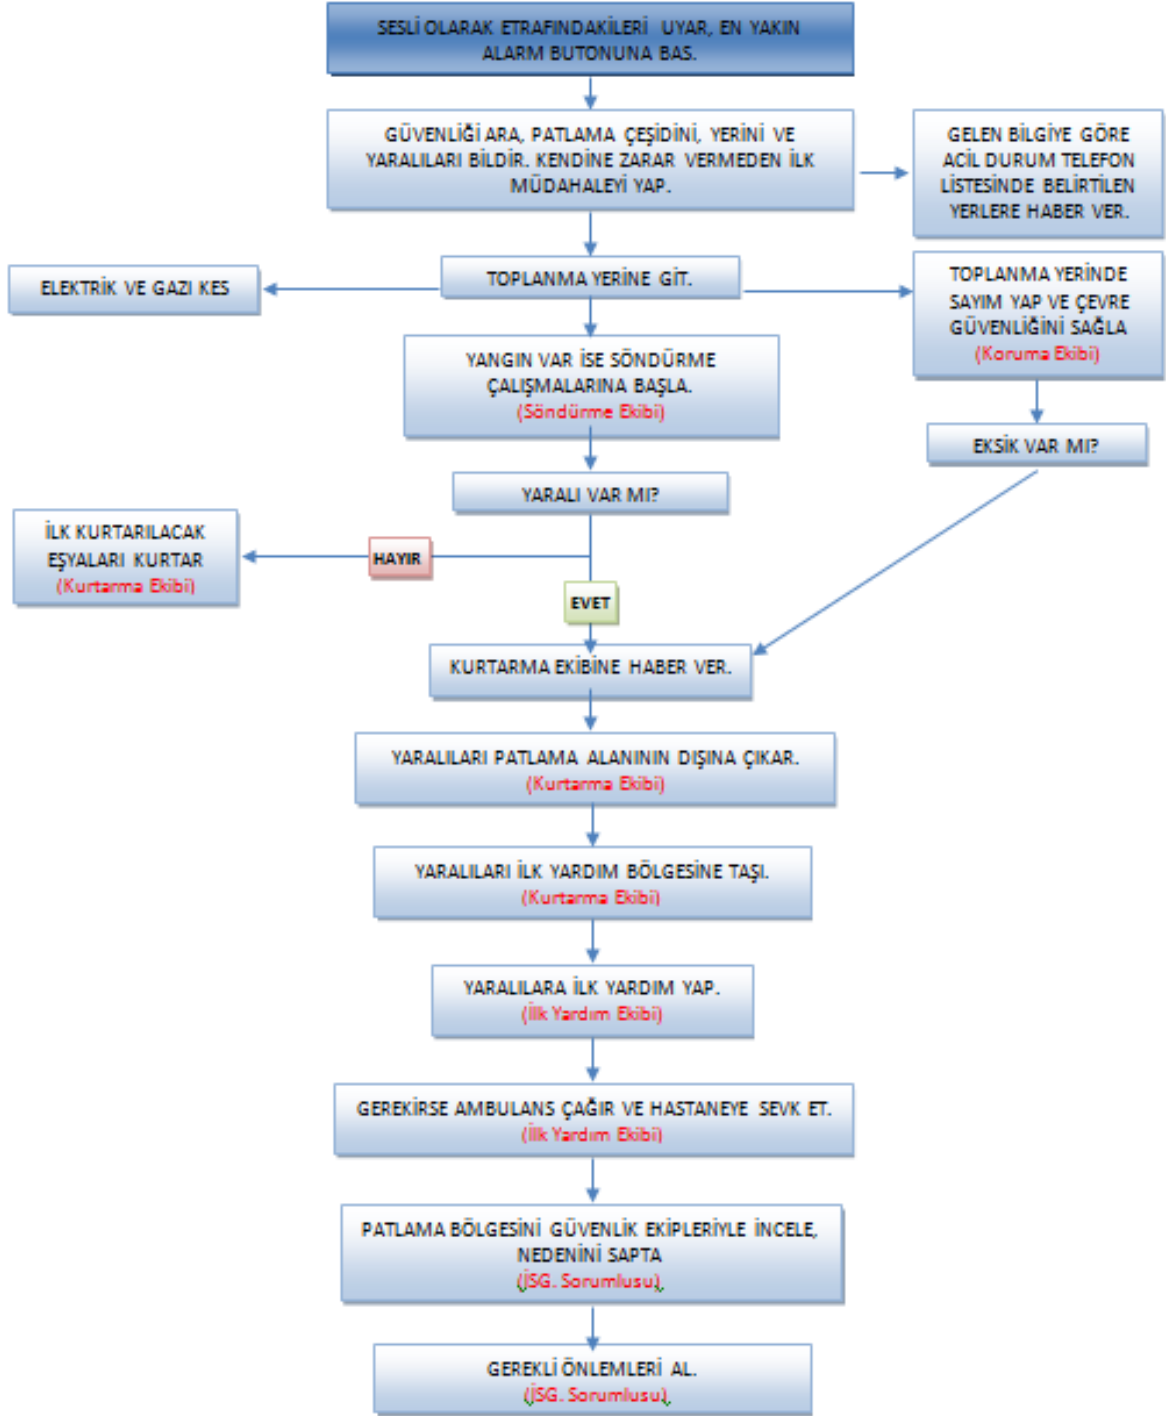 SESLİ OLARAK ETRAFINDAKİLERİ UYAR, EN YAKIN
ALARM BUTONUNA BAS.
GÜVENLİĞİ ARA, PATLAMA ÇEŞİDİNİ, YERİNİ VE
YARALILARI BİLDİR. KENDİNE ZARAR VERMEDEN İLK
MÜDAHALEYİ YAP.
GELEN BİLGİYE GÖRE
ACİL DURUM TELEFON
LİSTESİNDE BELİRTİLEN
YERLERE HABER VER.
ELEKTRİK VE GAZI KES
TOPLANMA YERİNE GİT.
TOPLANMA YERİNDE
SAYIM YAP VE ÇEVRE
GÜVENLİĞİNİ SAĞLA
(Koruma Ekibi)
YANGIN VAR İSE SÖNDÜRME
ÇALIŞMALARINA BAŞLA.
(Söndürme Ekibi)
EKSİK VAR MI?
YARALI VAR MI?
İLK KURTARILACAK
EŞYALARI KURTAR
(Kurtarma Ekibi)
HAYIR
EVET
KURTARMA EKİBİNE HABER VER.
YARALILARI PATLAMA ALANININ DIŞINA ÇIKAR.
(Kurtarma Ekibi)
YARALILARI İLK YARDIM BÖLGESİNE TAŞI.
(Kurtarma Ekibi)
YARALILARA İLK YARDIM YAP.
(İlk Yardım Ekibi)
GEREKİRSE AMBULANS ÇAĞIR VE HASTANEYE SEVK ET.
(İlk Yardım Ekibi)
PATLAMA BÖLGESİNİ GÜVENLİK EKİPLERİYLE İNCELE,
NEDENİNİ SAPTA
(İSG. Sorumlusu)
GEREKLİ ÖNLEMLERİ AL.
(İSG. Sorumlusu)